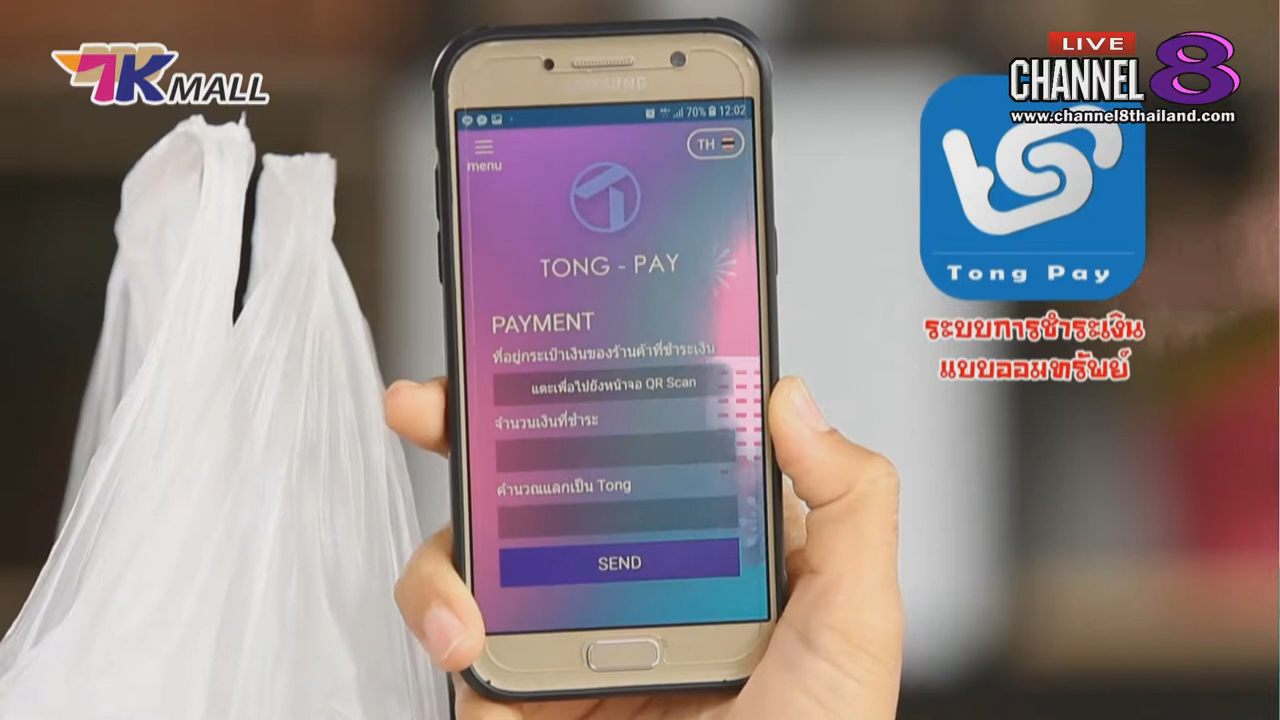 7K MALL
LIVE
CHANNEL 8
www.channel8thailand.com
SAMSUNG
70% 12:02
menu
TH
TONG - PAY
PAYMENT
ที่อยู่กระเป๋าเงินของร้านค้าที่ชำระเงิน
แตะเพื่อไปยังหน้าจอ QR Scan
จำนวนเงินที่ชำระ
คำนวณแลกเป็น Tong
SEND
Tong Pay
ระบบการชำระเงิน
แบบออมทรัพย์